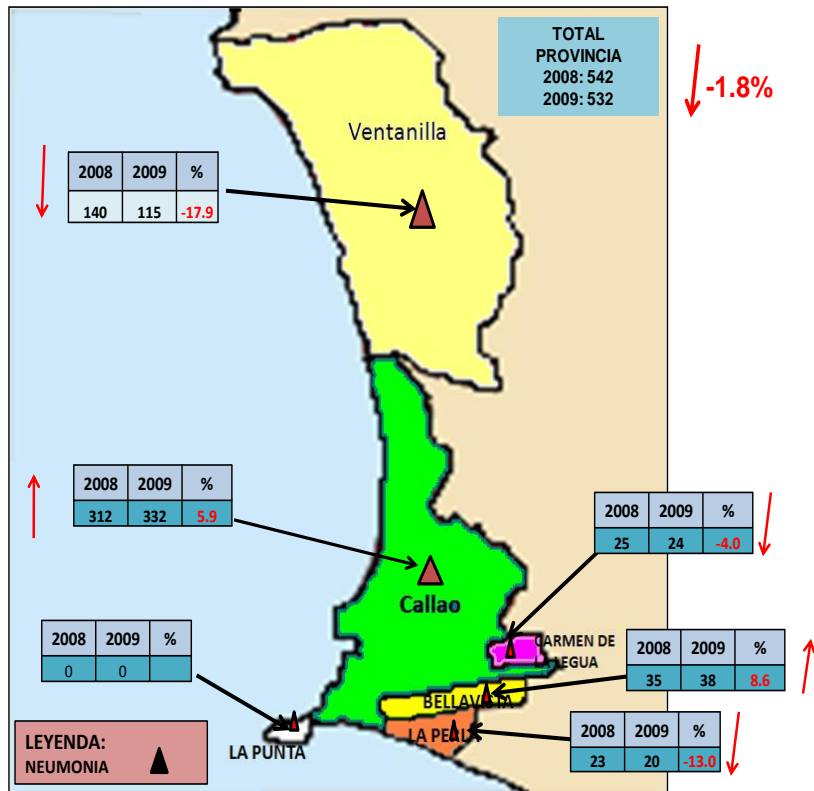 TOTAL
PROVINCIA
2008: 542
2009: 532
-1.8%
Ventanilla
2008 2009 %
140 115 -17.9
2008 2009 %
312 332 5.9
Callao
2008 2009 %
25 24 -4.0
CARMEN DE
LA LEGUA
2008 2009 %
0 0
2008 2009 %
35 38 8.6
BELLAVISTA
LA PERLA
2008 2009 %
23 20 -13.0
LA PUNTA
LEYENDA:
NEUMONIA